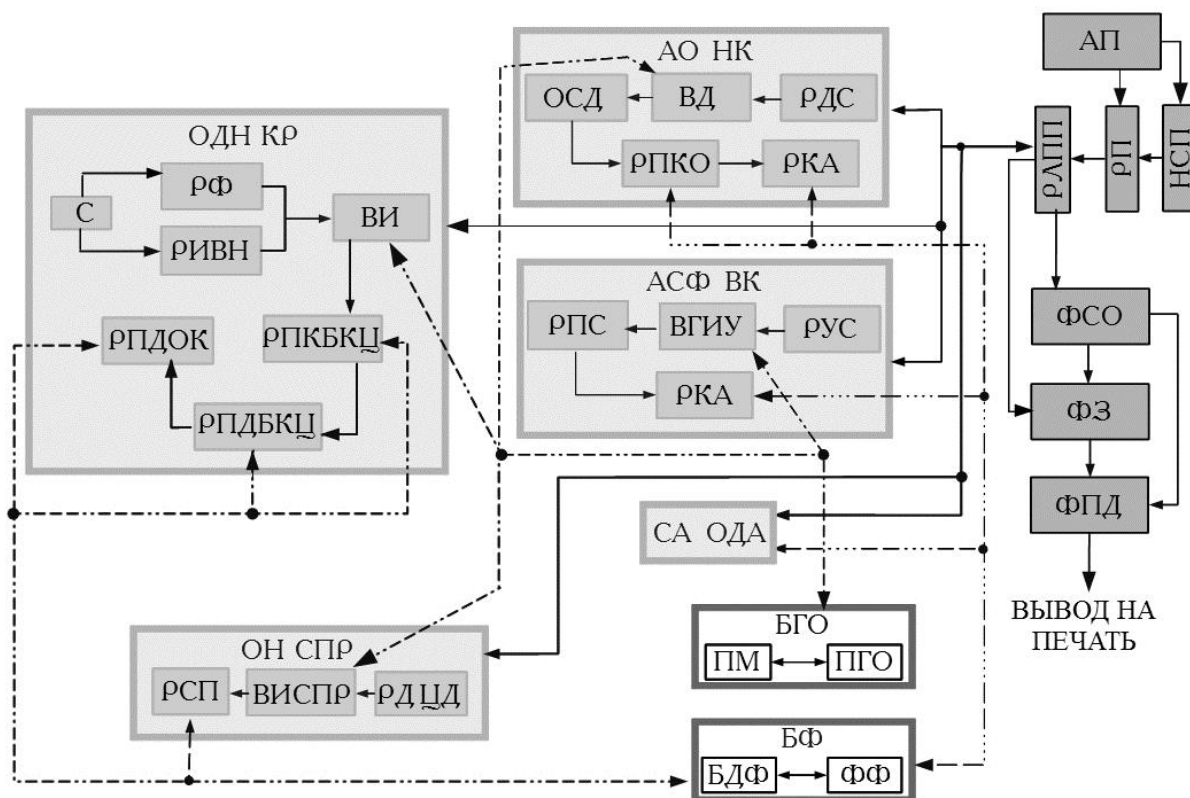 АО НК
ОСД
ВД
РДС
РПКО
РКА
АП
РЛПП
РП
НСП
ОДН КР
С
РФ
РИВН
ВИ
РПДОК
РПКБКЦ
РПДБКЦ
АСФ ВК
РПС
ВГИУ
РУС
РКА
ФСО
ФЗ
ФПД
ВЫВОД НА
ПЕЧАТЬ
СА ОДА
БГО
ПМ
ПГО
ОН СПР
РСП
ВИСПР
РДЦД
БФ
БДФ
ФФ